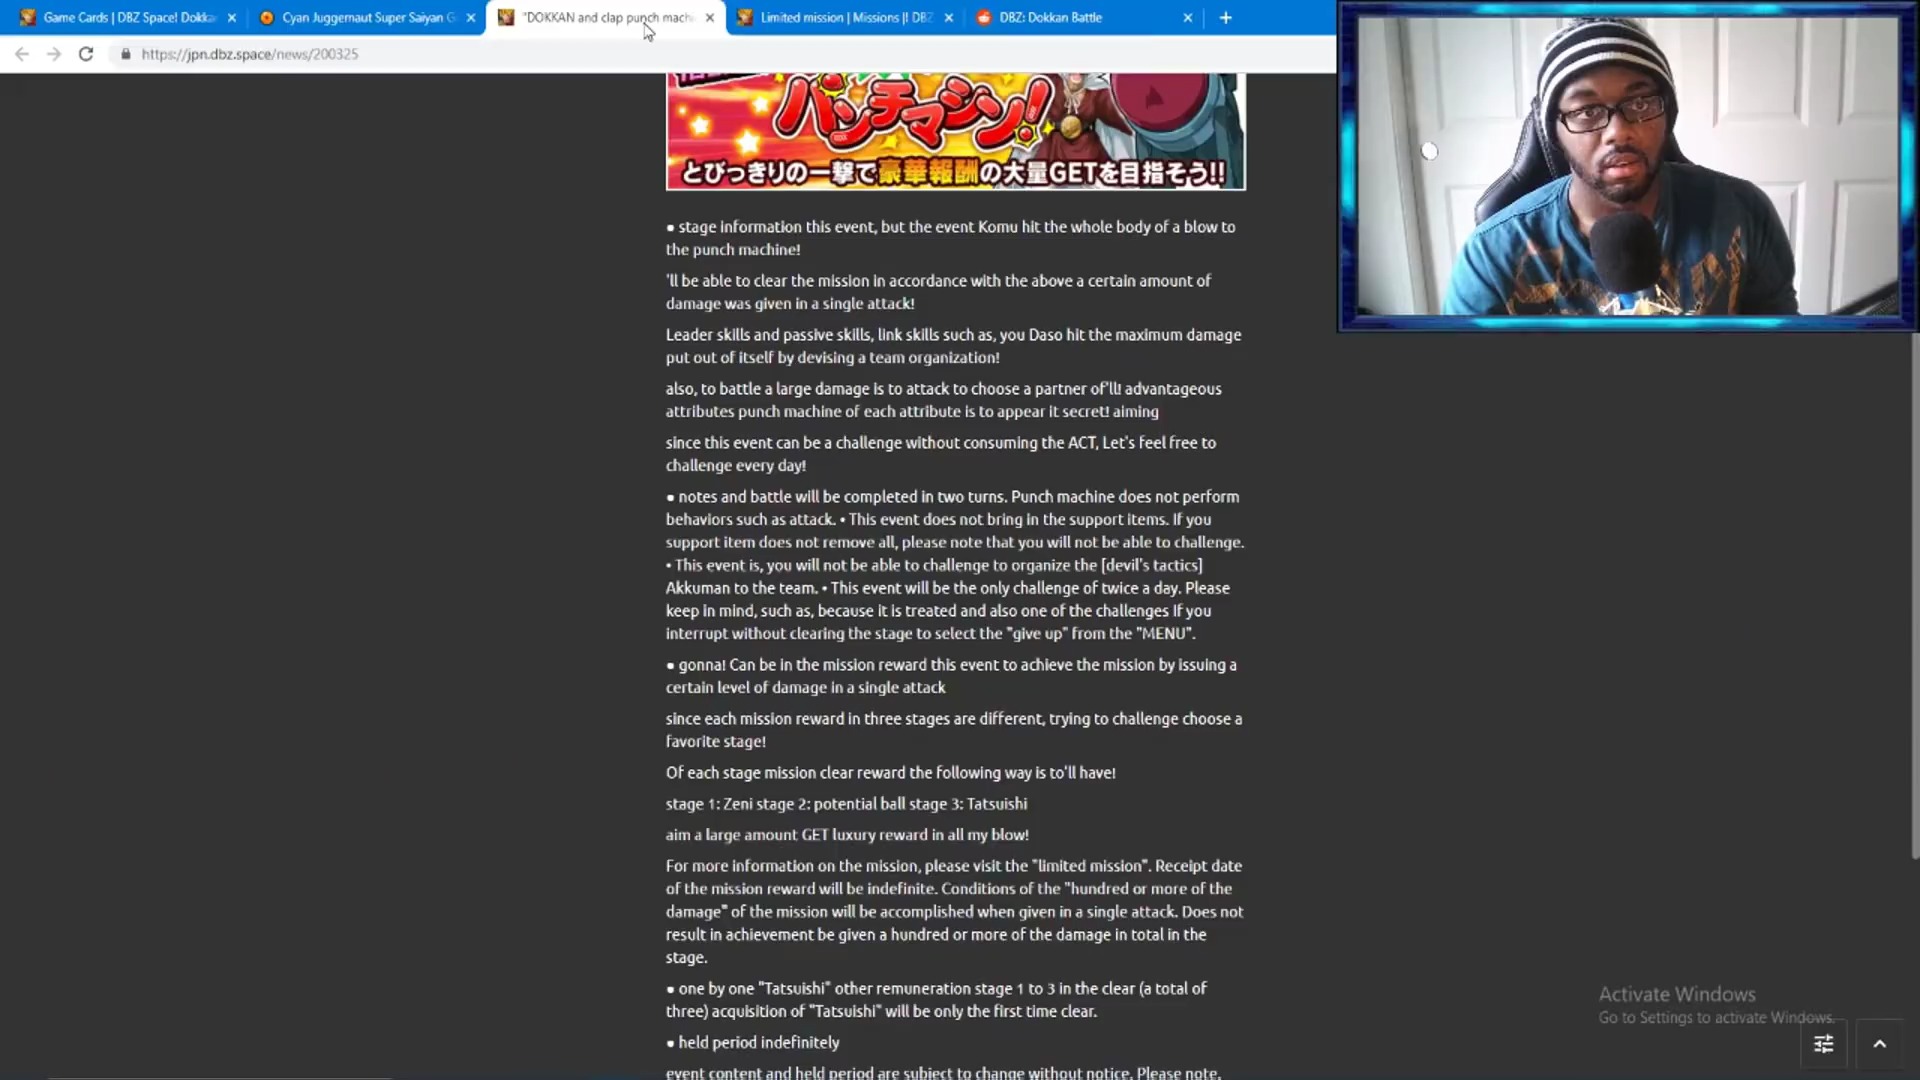 Game Cards | DBZ Space! Dokka
Cyan Juggernaut Super Saiyan G
"DOKKAN and clap punch machi
Limited mission | Missions |! DBZ
DBZ: Dokkan Battle
https://jpn.dbz.space/news/200325
パンチマシン!
とびっきりの一撃で豪華報酬の大量GETを目指そう!!
● stage information this event, but the event Komu hit the whole body of a blow to
the punch machine!
'll be able to clear the mission in accordance with the above a certain amount of
damage was given in a single attack!
Leader skills and passive skills, link skills such as, you Daso hit the maximum damage
put out of itself by devising a team organization!
also, to battle a large damage is to attack to choose a partner of'll! advantageous
attributes punch machine of each attribute is to appear it secret! aiming
since this event can be a challenge without consuming the ACT, Let's feel free to
challenge every day!
● notes and battle will be completed in two turns. Punch machine does not perform
behaviors such as attack. • This event does not bring in the support items. If you
support item does not remove all, please note that you will not be able to challenge.
• This event is, you will not be able to challenge to organize the [devil's tactics]
Akkuman to the team. • This event will be the only challenge of twice a day. Please
keep in mind, such as, because it is treated and also one of the challenges If you
interrupt without clearing the stage to select the "give up" from the "MENU".
● gonna! Can be in the mission reward this event to achieve the mission by issuing a
certain level of damage in a single attack
since each mission reward in three stages are different, trying to challenge choose a
favorite stage!
Of each stage mission clear reward the following way is to'll have!
stage 1: Zeni stage 2: potential ball stage 3: Tatsuishi
aim a large amount GET luxury reward in all my blow!
For more information on the mission, please visit the "limited mission". Receipt date
of the mission reward will be indefinite. Conditions of the "hundred or more of the
damage" of the mission will be accomplished when given in a single attack. Does not
result in achievement be given a hundred or more of the damage in total in the
stage.
● one by one "Tatsuishi" other remuneration stage 1 to 3 in the clear (a total of
three) acquisition of "Tatsuishi" will be only the first time clear.
● held period indefinitely
event content and held period are subject to change without notice. Please note.
Activate Windows
Go to Settings to activate Windows.